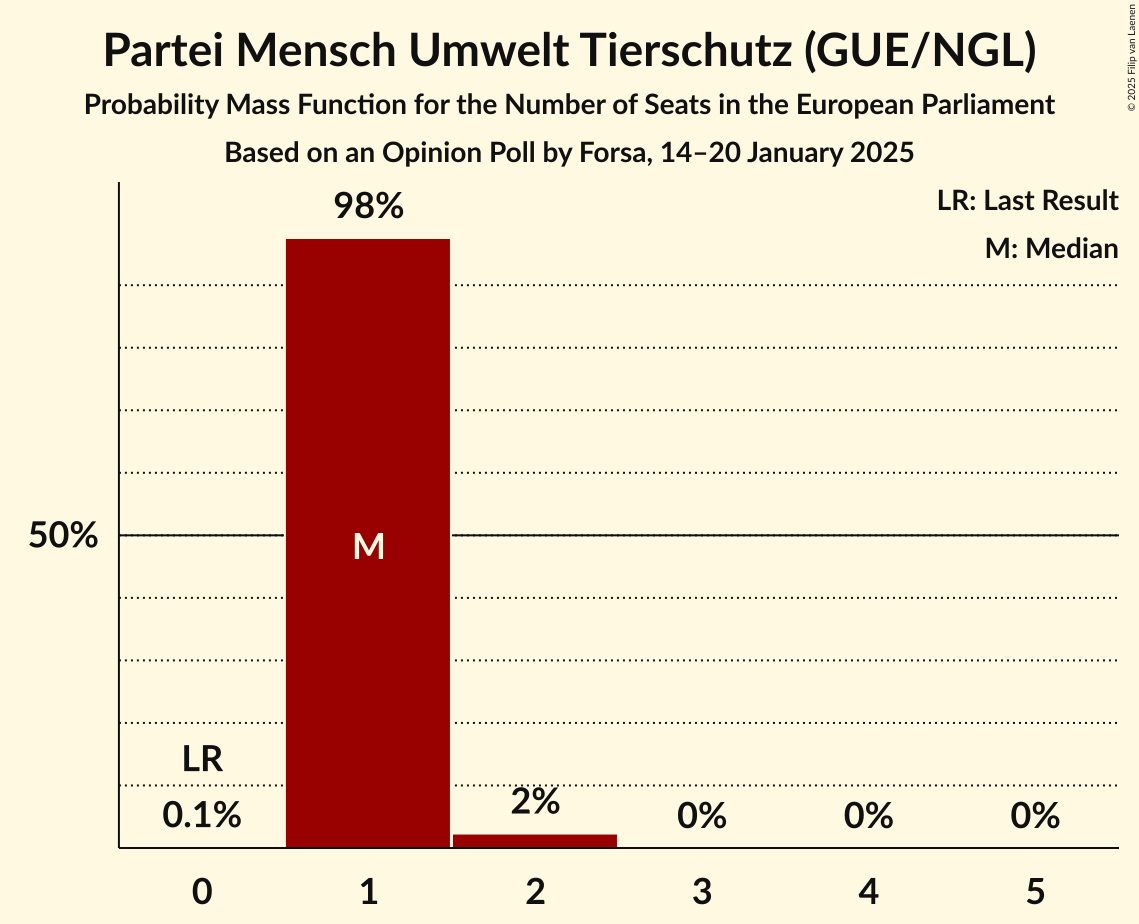 Partei Mensch Umwelt Tierschutz (GUE/NGL)
Probability Mass Function for the Number of Seats in the European Parliament
Based on an Opinion Poll by Forsa, 14–20 January 2025
© 2025 Filip van Laenen
LR: Last Result
M: Median
98%
50%
M
LR
0.1%
2%
0%
0%
0%
0
1
2
3
4
5